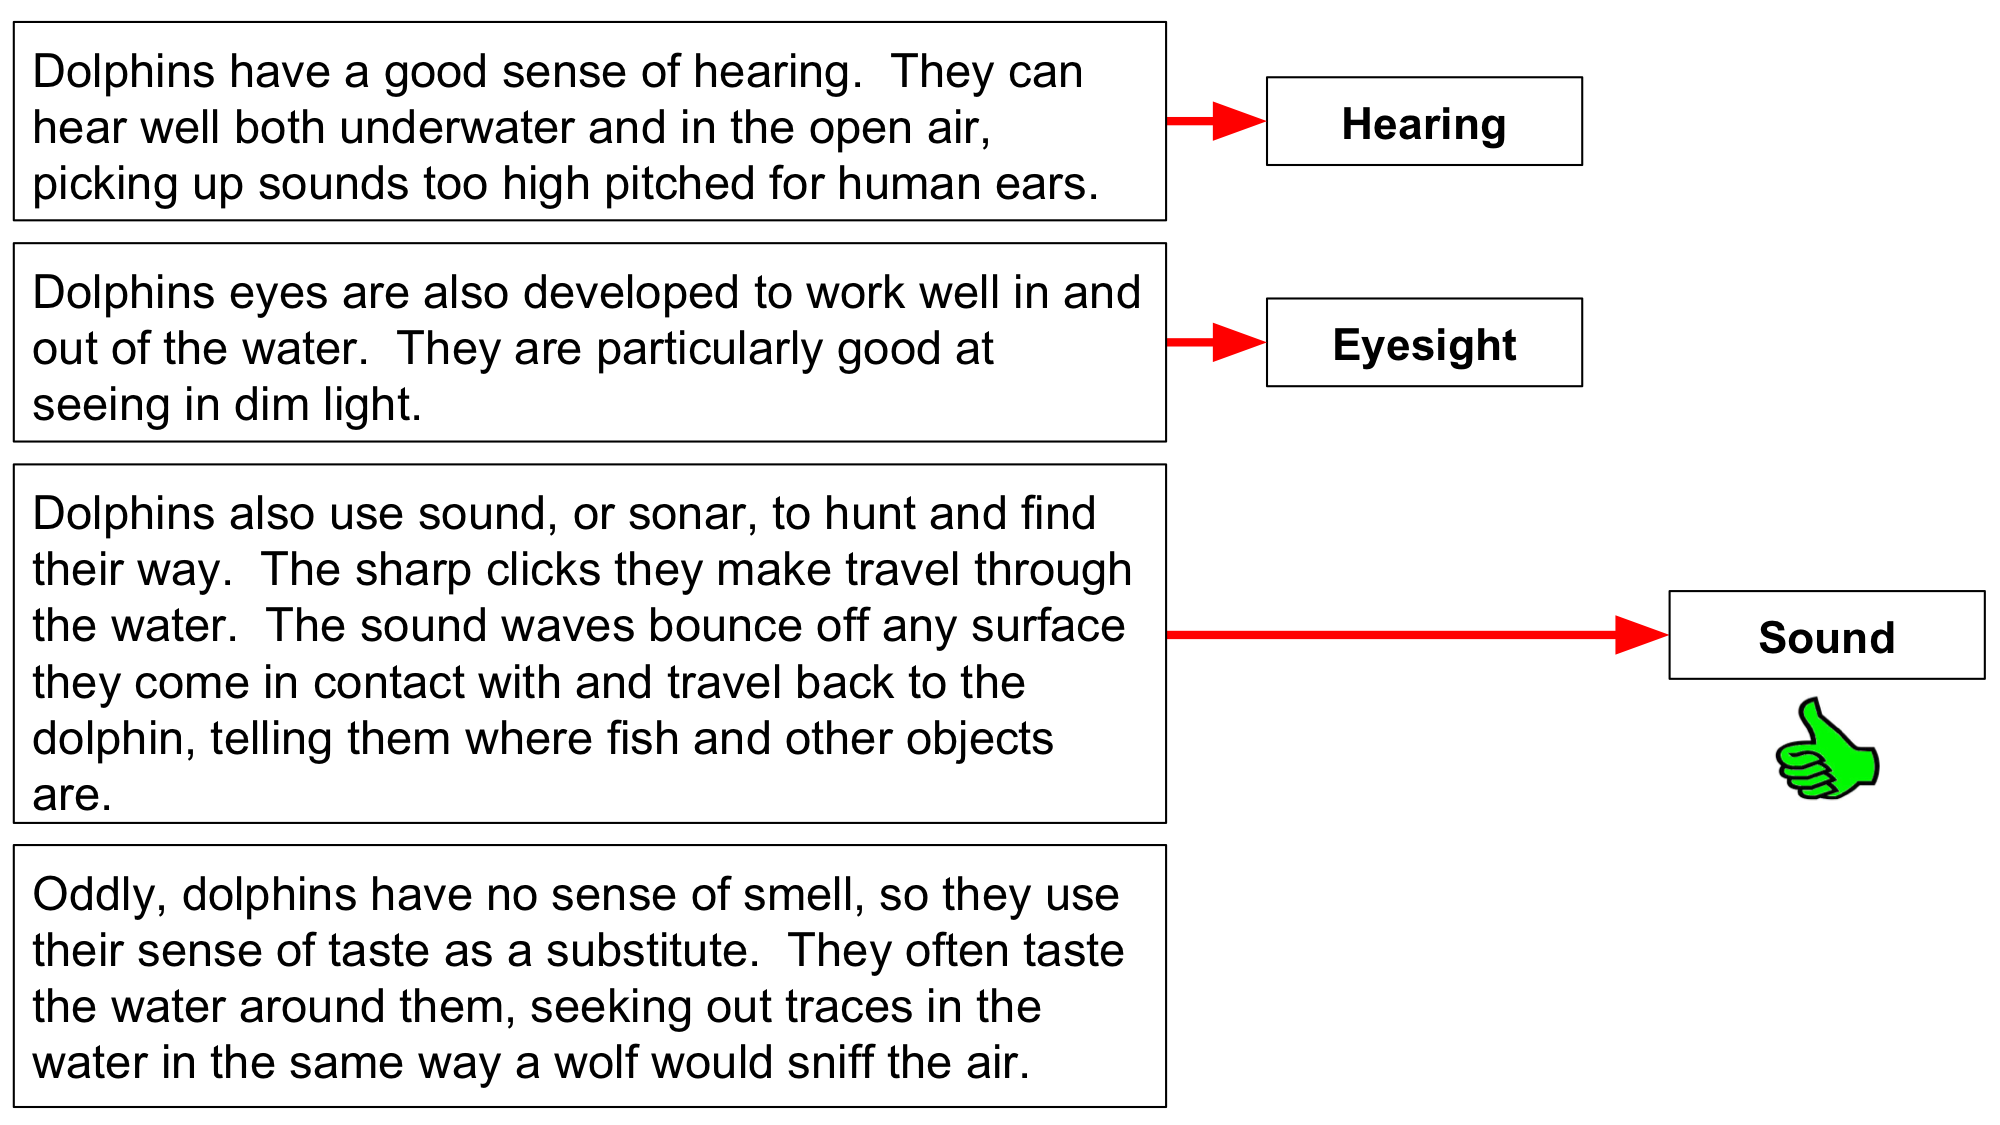 Dolphins have a good sense of hearing.  They can
hear well both underwater and in the open air,
picking up sounds too high pitched for human ears.
Hearing
Dolphins eyes are also developed to work well in and
out of the water.  They are particularly good at
seeing in dim light.
Eyesight
Dolphins also use sound, or sonar, to hunt and find
their way.  The sharp clicks they make travel through
the water.  The sound waves bounce off any surface
they come in contact with and travel back to the
dolphin, telling them where fish and other objects
are.
Sound
Oddly, dolphins have no sense of smell, so they use
their sense of taste as a substitute.  They often taste
the water around them, seeking out traces in the
water in the same way a wolf would sniff the air.